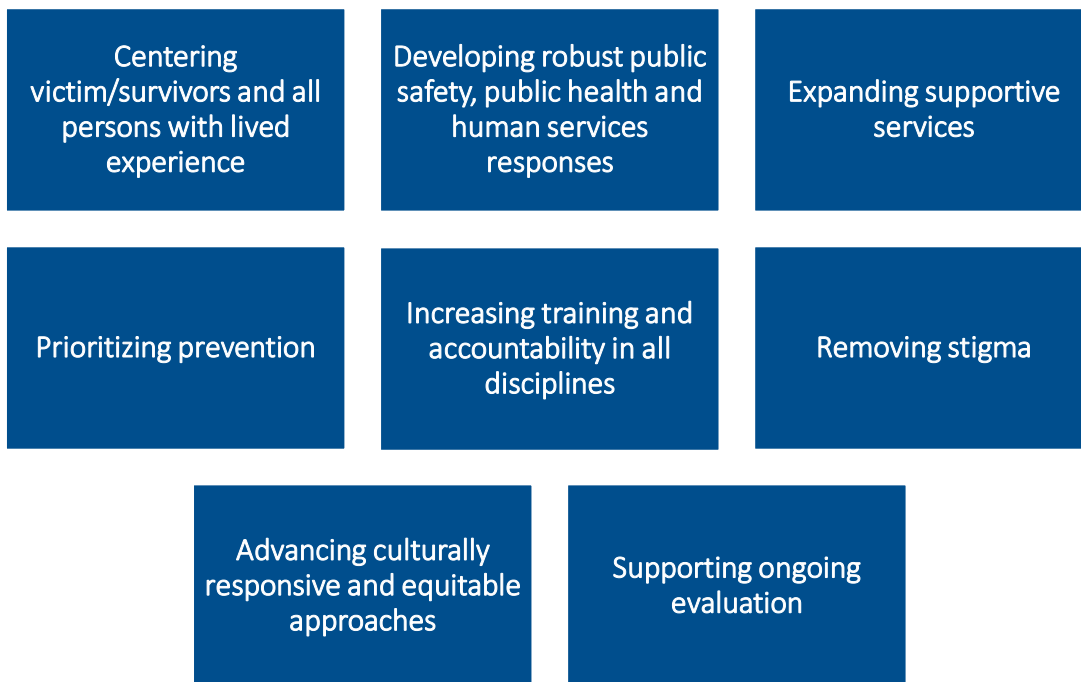 Centering
victim/survivors and all
persons with lived
experience
Developing robust public
safety, public health and
human services
responses
Expanding supportive
services
Prioritizing prevention
Increasing training and
accountability in all
disciplines
Removing stigma
Advancing culturally
responsive and equitable
approaches
Supporting ongoing
evaluation